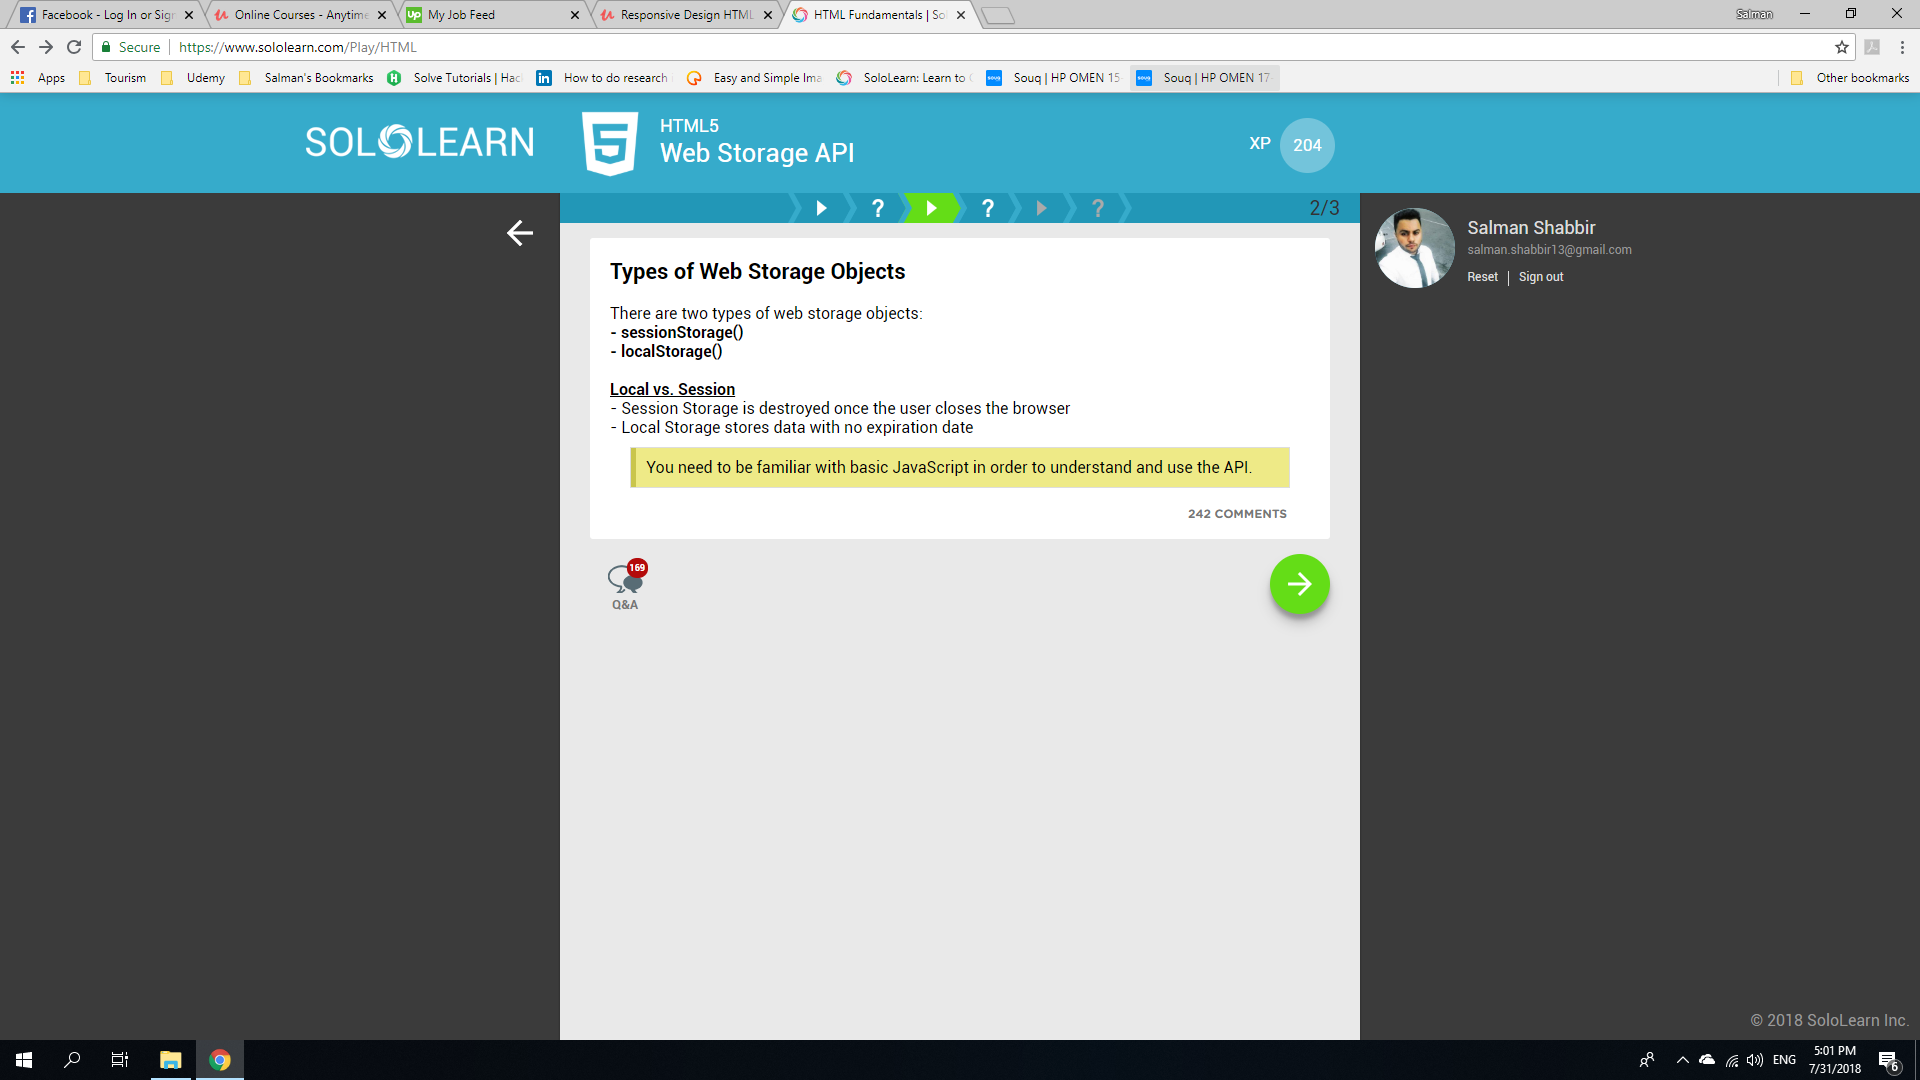 Facebook - Log In or Sign
Online Courses - Anytime
My Job Feed
Responsive Design HTML
HTML Fundamentals | So
Salman
Secure | https://www.sololearn.com/Play/HTML
Apps Tourism Udemy Salman's Bookmarks Solve Tutorials | Hac How to do research Easy and Simple Ima SoloLearn: Learn to Souq | HP OMEN 15 Souq | HP OMEN 17 Other bookmarks
SOLOLEARN
HTML5
Web Storage API
XP 204
? ? ? 2/3
Salman Shabbir
salman.shabbir13@gmail.com
Reset | Sign out
Types of Web Storage Objects
There are two types of web storage objects:
- sessionStorage()
- localStorage()
Local vs. Session
- Session Storage is destroyed once the user closes the browser
- Local Storage stores data with no expiration date
You need to be familiar with basic JavaScript in order to understand and use the API.
242 COMMENTS
169
Q&A
© 2018 SoloLearn Inc.
ENG
5:01 PM
7/31/2018
6